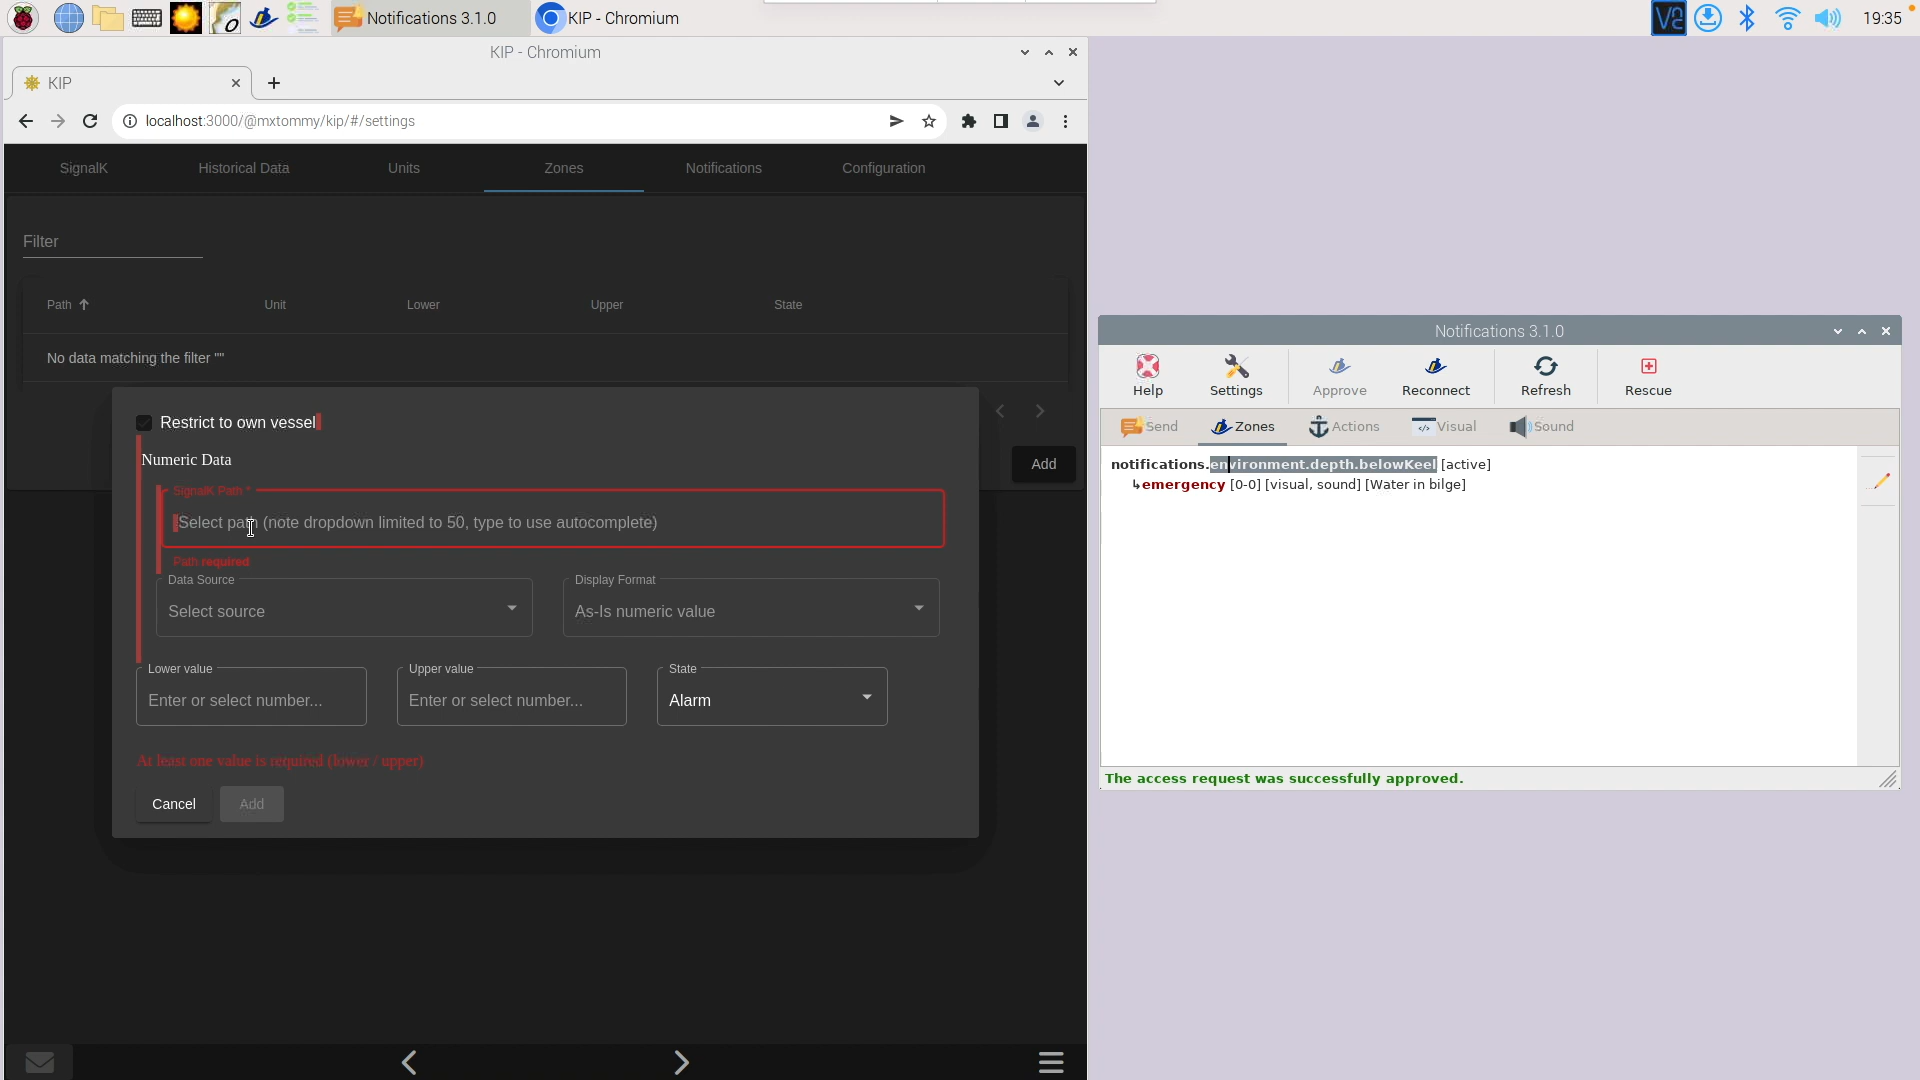 Notifications 3.1.0
KIP - Chromium
19:35
KIP - Chromium
KIP
localhost:3000/@mxtommy/kip/#/settings
SignalK
Historical Data
Units
Zones
Notifications
Configuration
Filter
Path
Unit
Lower
Upper
State
No data matching the filter ""
Add
Restrict to own vessel
Numeric Data
SignalK Path *
Select path (note dropdown limited to 50, type to use autocomplete)
Path required
Data Source
Select source
Display Format
As-Is numeric value
Lower value
Enter or select number...
Upper value
Enter or select number...
State
Alarm
At least one value is required (lower / upper)
Cancel
Add
Notifications 3.1.0
Help
Settings
Approve
Reconnect
Refresh
Rescue
Send
Zones
Actions
Visual
Sound
notifications.environment.depth.belowKeel [active]
↳emergency [0-0] [visual, sound] [Water in bilge]
The access request was successfully approved.